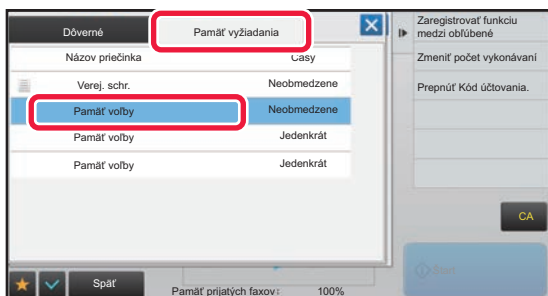 Dôverné
Pamäť vyžiadania
Názov priečinka
Časy
Verej. schr.
Neobmedzene
Pamäť voľby
Neobmedzene
Pamäť voľby
Jedenkrát
Pamäť voľby
Jedenkrát
Späť
Pamäť prijatých faxov:
100%
Zaregistrovať funkciu
medzi obľúbené
Zmeniť počet vykonávaní
Prepnúť Kód účtovania.
CA
Start